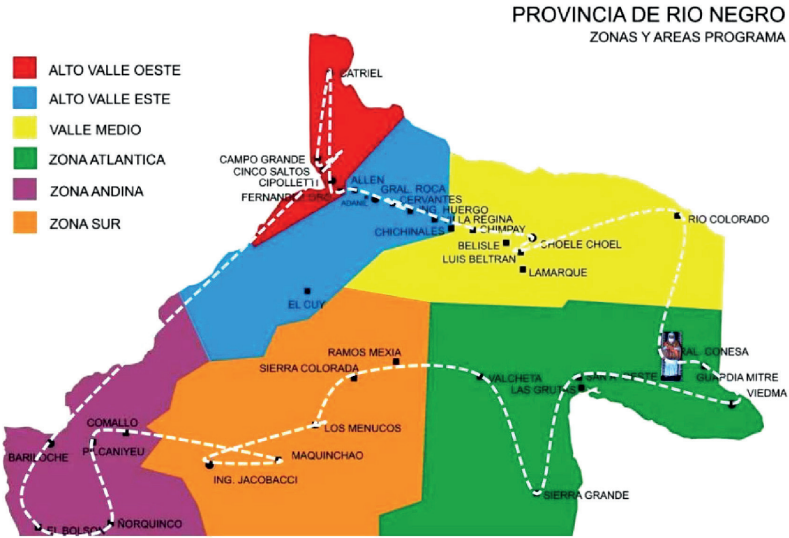 PROVINCIA DE RIO NEGRO
ZONAS Y AREAS PROGRAMA
ALTO VALLE OESTE
ALTO VALLE ESTE
VALLE MEDIO
ZONA ATLANTICA
ZONA ANDINA
ZONA SUR
CATRIEL
CAMPO GRANDE
CINCO SALTOS
CIPOLLETTI
ALLEN
GRAL. ROCA
CERVANTES
ING. HUERGO
LA REGINA
CHICHINALES
CHIMPAY
CHOELE CHOEL
BELISLE
LUIS BELTRAN
LAMARQUE
RIO COLORADO
EL CUY
RAMOS MEXIA
SIERRA COLORADA
VALCHETA
LAS GRUTAS
CONESA
GUARDIA MITRE
VIEDMA
COMALLO
LOS MENUCOS
BARILOCHE
MAQUINCHAO
ING. JACOBACCI
SIERRA GRANDE
ÑORQUINCO
EL BOLSON